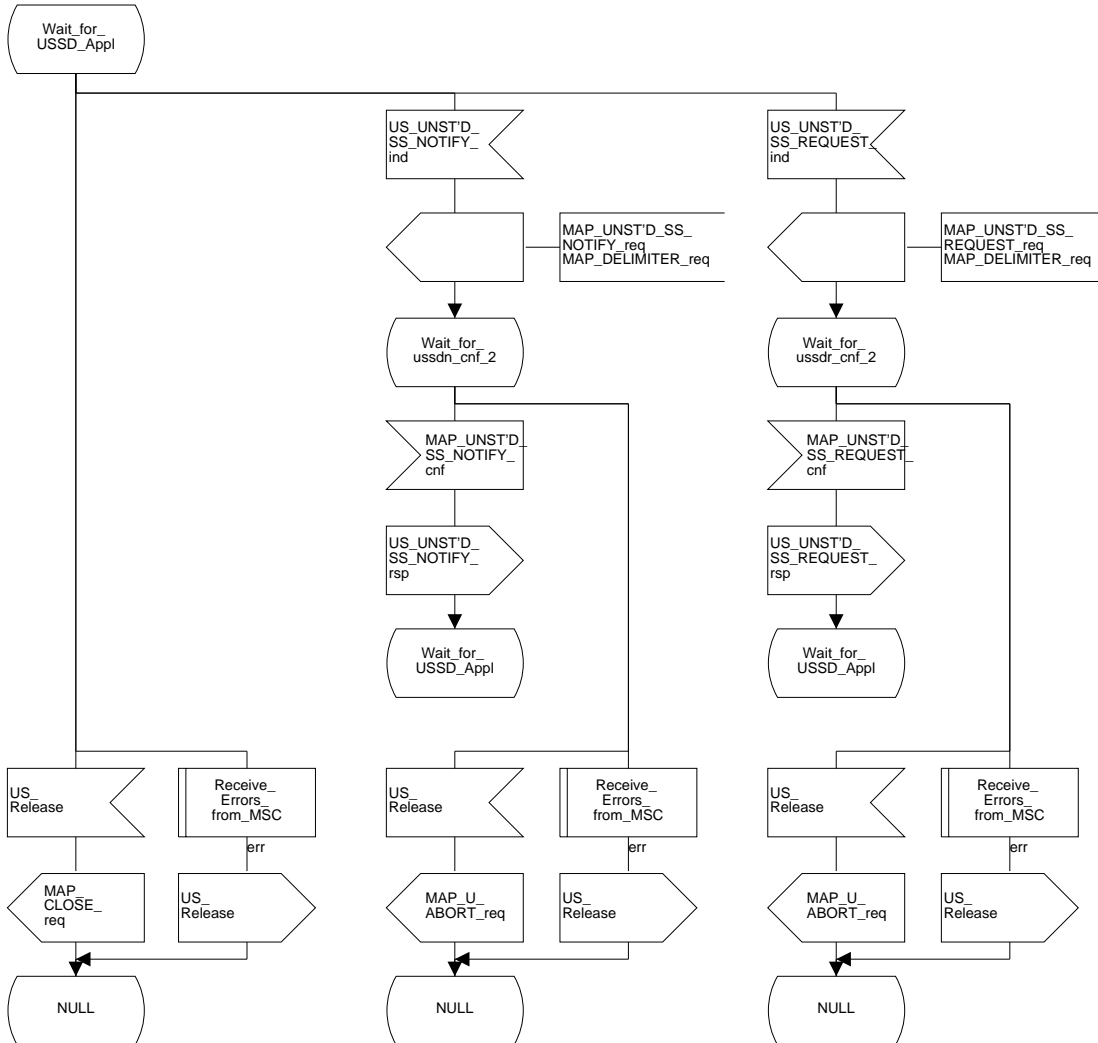 Wait_for_
USSD_Appl
US_UNST'D_
SS_NOTIFY_
ind
US_UNST'D_
SS_REQUEST_
ind
MAP_UNST'D_SS_
NOTIFY_req
MAP_DELIMITER_req
MAP_UNST'D_SS_
REQUEST_req
MAP_DELIMITER_req
Wait_for_
ussdn_cnf_2
Wait_for_
ussdr_cnf_2
MAP_UNST'D_
SS_NOTIFY_
cnf
MAP_UNST'D_
SS_REQUEST_
cnf
US_UNST'D_
SS_NOTIFY_
rsp
US_UNST'D_
SS_REQUEST_
rsp
Wait_for_
USSD_Appl
Wait_for_
USSD_Appl
US_
Release
Receive_
Errors_
from_MSC
err
US_
Release
Receive_
Errors_
from_MSC
err
US_
Release
Receive_
Errors_
from_MSC
err
MAP_
CLOSE_
req
US_
Release
MAP_U_
ABORT_req
US_
Release
MAP_U_
ABORT_req
US_
Release
NULL
NULL
NULL